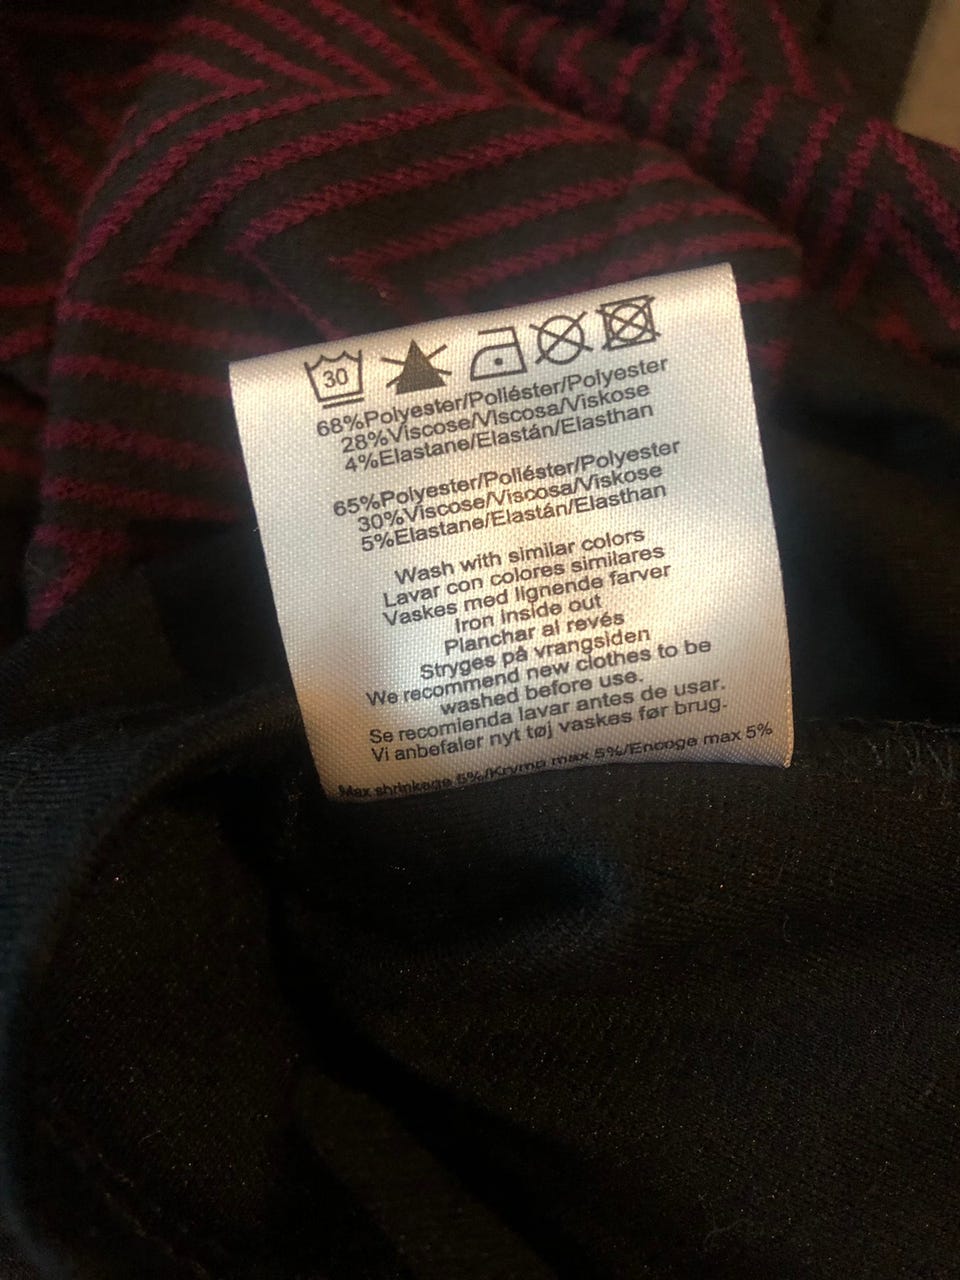 30
68%Polyester/Poliéster/Polyester
28%Viscose/Viscosa/Viskose
4%Elastane/Elastán/Elasthan
65%Polyester/Poliéster/Polyester
30%Viscose/Viscosa/Viskose
5%Elastane/Elastán/Elasthan
Wash with similar colors
Lavar con colores similares
Vaskes med lignende farver
Iron inside out
Planchar al revés
Stryges på vrangsiden
We recommend new clothes to be
washed before use.
Se recomienda lavar antes de usar.
Vi anbefaler nyt tøj vaskes før brug.
Max shrinkage 5%/Krymp max 5%/Encoge max 5%